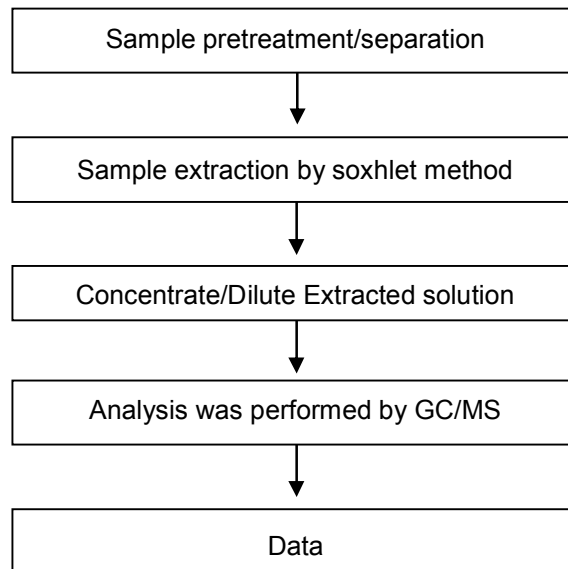 Sample pretreatment/separation
Sample extraction by soxhlet method
Concentrate/Dilute Extracted solution
Analysis was performed by GC/MS
Data